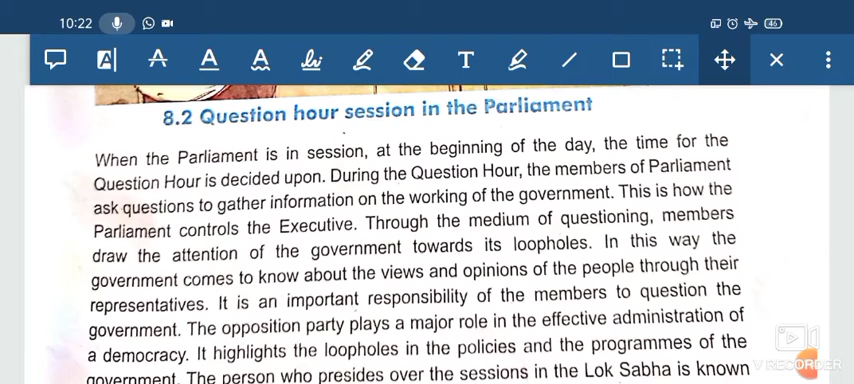 10:22
46
A
A
A
A
T
8.2 Question hour session in the Parliament
When the Parliament is in session, at the beginning of the day, the time for the
Question Hour is decided upon. During the Question Hour, the members of Parliament
ask questions to gather information on the working of the government. This is how the
Parliament controls the Executive. Through the medium of questioning, members
draw the attention of the government towards its loopholes. In this way the
government comes to know about the views and opinions of the people through their
representatives. It is an important responsibility of the members to question the
government. The opposition party plays a major role in the effective administration of
a democracy. It highlights the loopholes in the policies and the programmes of the
government. The person who presides over the sessions in the Lok Sabha is known
V RECORDER